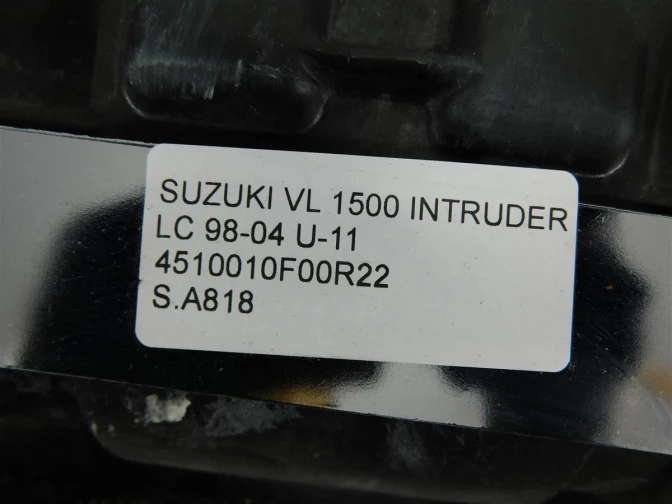 SUZUKI VL 1500 INTRUDER
LC 98-04 U-11
4510010F00R22
S.A818